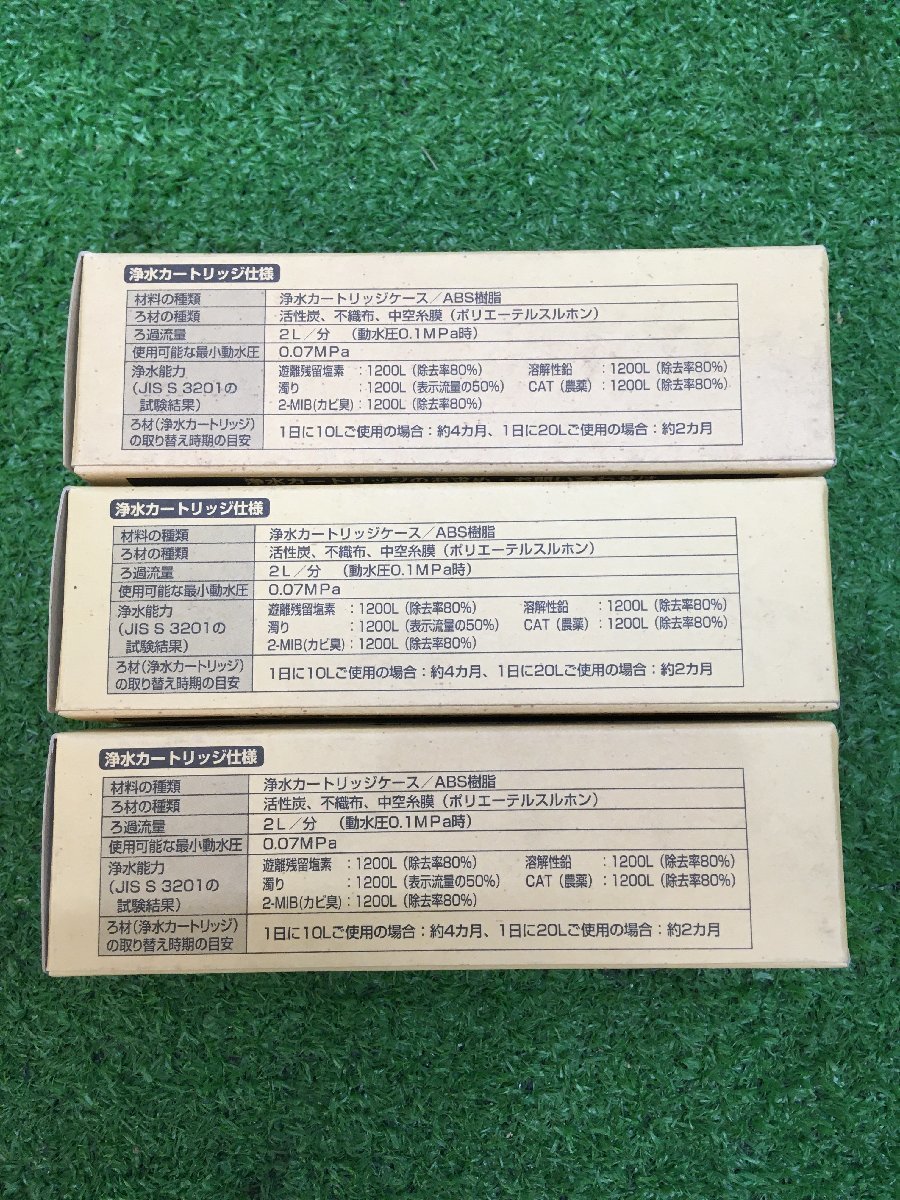 浄水カートリッジ仕様
材料の種類 浄水カートリッジケース／ABS樹脂
ろ材の種類 活性炭、不織布、中空糸膜（ポリエーテルスルホン）
ろ過流量 2L／分 （動水圧0.1MPa時）
使用可能な最小動水圧 0.07MPa
浄水能力 遊離残留塩素 ：1200L（除去率80%） 溶解性鉛 ：1200L（除去率80%）
（JIS S 3201の 濁り ：1200L（表示流量の50%） CAT（農薬）：1200L（除去率80%）
試験結果） 2-MIB(カビ臭)：1200L（除去率80%）
ろ材（浄水カートリッジ） 1日に10Lご使用の場合：約4カ月、1日に20Lご使用の場合：約2カ月
の取り替え時期の目安
浄水カートリッジの
浄水カートリッジ仕様
材料の種類 浄水カートリッジケース／ABS樹脂
ろ材の種類 活性炭、不織布、中空糸膜（ポリエーテルスルホン）
ろ過流量 2L／分 （動水圧0.1MPa時）
使用可能な最小動水圧 0.07MPa
浄水能力 遊離残留塩素 ：1200L（除去率80%） 溶解性鉛 ：1200L（除去率80%）
（JIS S 3201の 濁り ：1200L（表示流量の50%） CAT（農薬）：1200L（除去率80%）
試験結果） 2-MIB(カビ臭)：1200L（除去率80%）
ろ材（浄水カートリッジ） 1日に10Lご使用の場合：約4カ月、1日に20Lご使用の場合：約2カ月
の取り替え時期の目安
浄水カートリッジ仕様
材料の種類 浄水カートリッジケース／ABS樹脂
ろ材の種類 活性炭、不織布、中空糸膜（ポリエーテルスルホン）
ろ過流量 2L／分 （動水圧0.1MPa時）
使用可能な最小動水圧 0.07MPa
浄水能力 遊離残留塩素 ：1200L（除去率80%） 溶解性鉛 ：1200L（除去率80%）
（JIS S 3201の 濁り ：1200L（表示流量の50%） CAT（農薬）：1200L（除去率80%）
試験結果） 2-MIB(カビ臭)：1200L（除去率80%）
ろ材（浄水カートリッジ） 1日に10Lご使用の場合：約4カ月、1日に20Lご使用の場合：約2カ月
の取り替え時期の目安